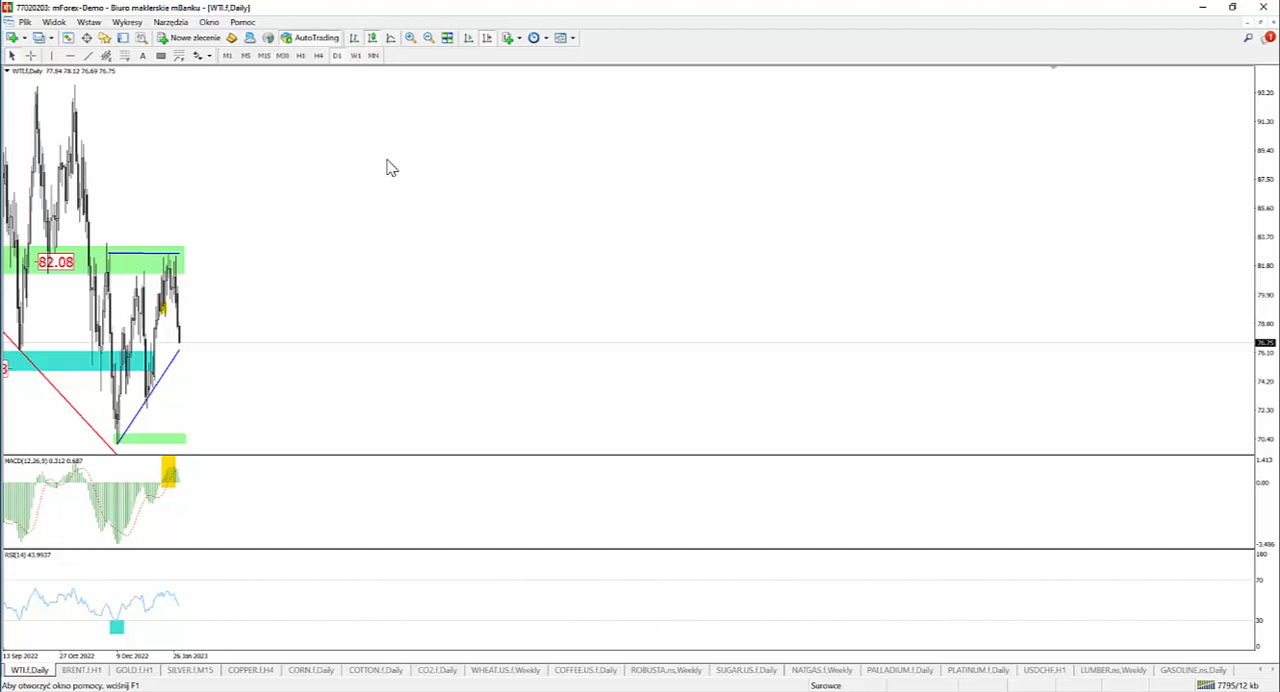 77020203: mForex-Demo - Biuro maklerskie mBanku - [WTI.f,Daily]
Plik Widok Wstaw Wykresy Narzędzia Okno Pomoc
Nowe zlecenie AutoTrading
A M1 M5 M15 M30 H1 H4 D1 W1 MN
WTI.f,Daily 77.84 78.12 76.69 76.75
93.20
91.30
89.40
87.50
85.60
83.70
82.08
81.80
79.90
78.00
76.75
76.10
74.20
72.30
70.40
MACD(12,26,9) 0.312 0.687
1.413
0.00
-3.486
RSI(14) 43.9937
100
70
30
0
13 Sep 2022 27 Oct 2022 9 Dec 2022 26 Jan 2023
WTI.f,Daily BRENT.f,H1 GOLD.f,H1 SILVER.f,M15 COPPER.f,H4 CORN.f,Daily COTTON.f,Daily CO2.f,Daily WHEAT.US.f,Weekly COFFEE.US.f,Daily ROBUSTA.ns,Weekly SUGAR.US.f,Daily NATGAS.f,Weekly PALLADIUM.f,Daily PLATINUM.f,Daily USDCHF,H1 LUMBER.ns,Weekly GASOLINE.ns,Daily
Aby otworzyć okno pomocy, wciśnij F1 Surowce 7795/12 kb